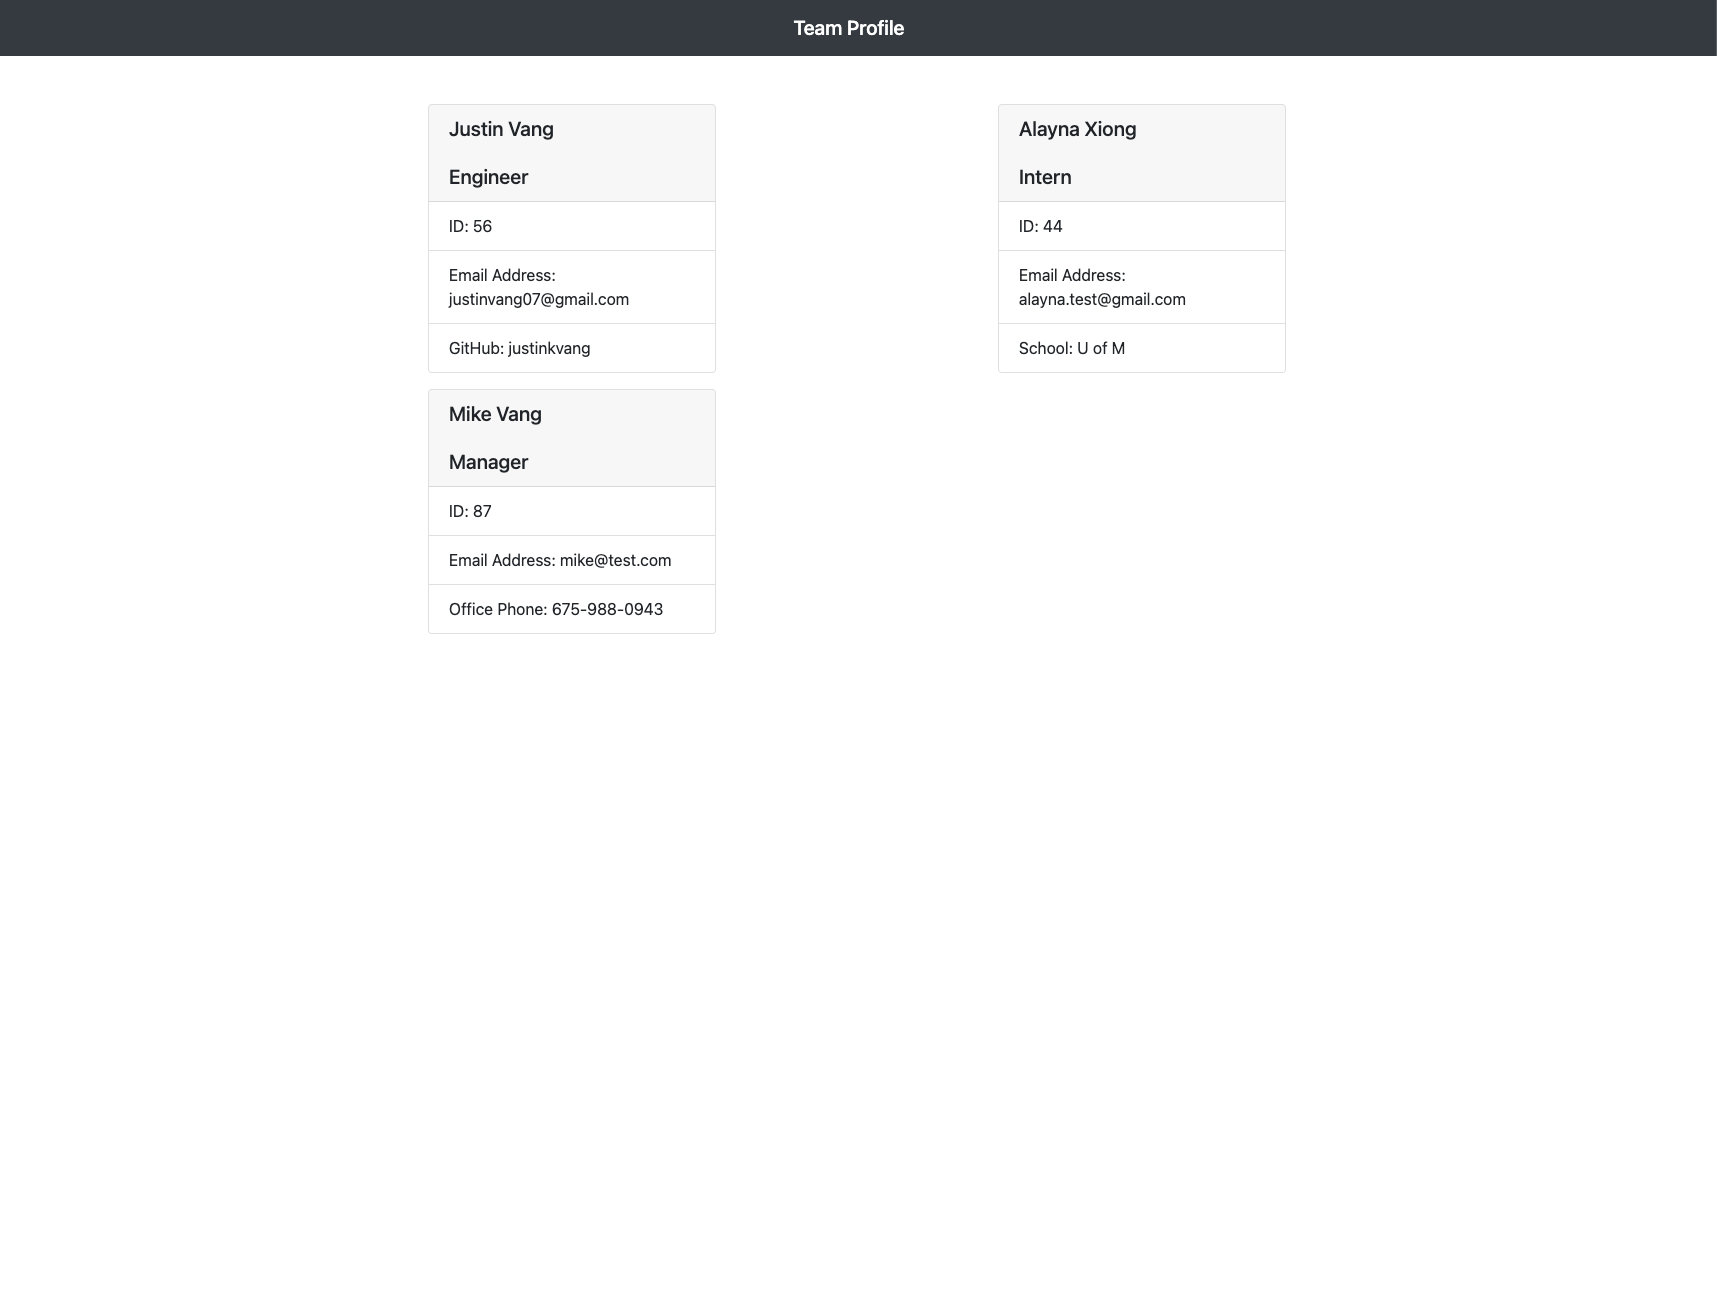 Team Profile
Justin Vang
Engineer
ID: 56
Email Address:
justinvang07@gmail.com
GitHub: justinkvang
Alayna Xiong
Intern
ID: 44
Email Address:
alayna.test@gmail.com
School: U of M
Mike Vang
Manager
ID: 87
Email Address: mike@test.com
Office Phone: 675-988-0943